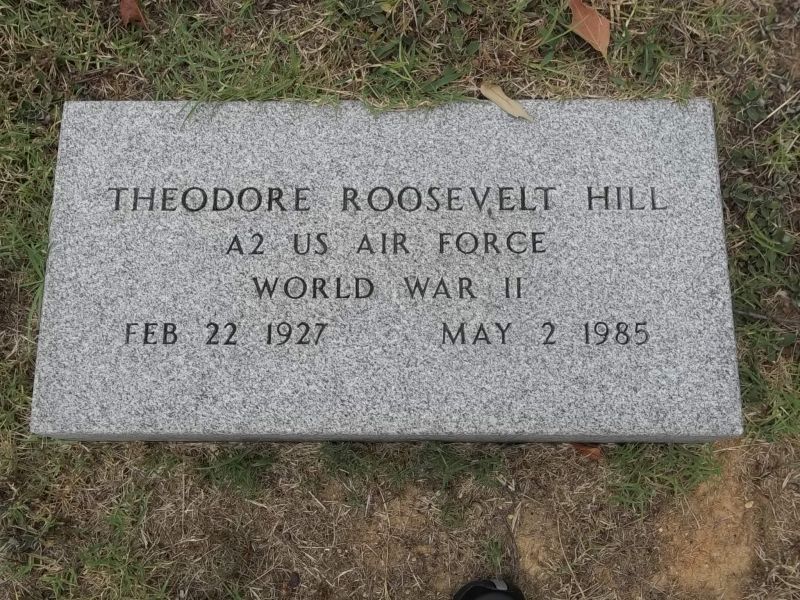 THEODORE ROOSEVELT HILL
A2 US AIR FORCE
WORLD WAR II
FEB 22 1927 MAY 2 1985